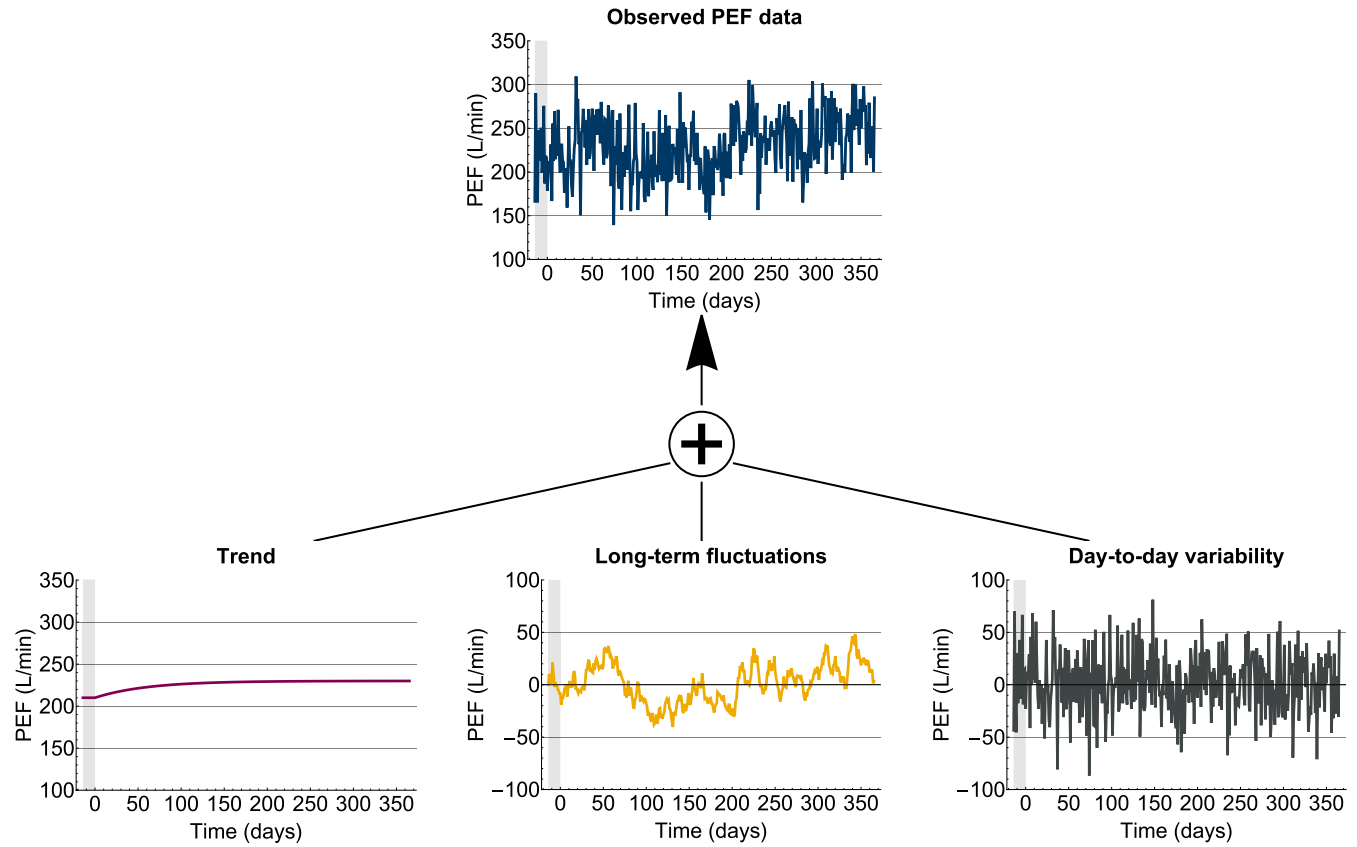 Observed PEF data
350
300
250
200
150
100
PEF (L/min)
0 50 100 150 200 250 300 350
Time (days)
+
Trend
350
300
250
200
150
100
PEF (L/min)
0 50 100 150 200 250 300 350
Time (days)
Long-term fluctuations
100
50
0
−50
−100
PEF (L/min)
0 50 100 150 200 250 300 350
Time (days)
Day-to-day variability
100
50
0
−50
−100
PEF (L/min)
0 50 100 150 200 250 300 350
Time (days)